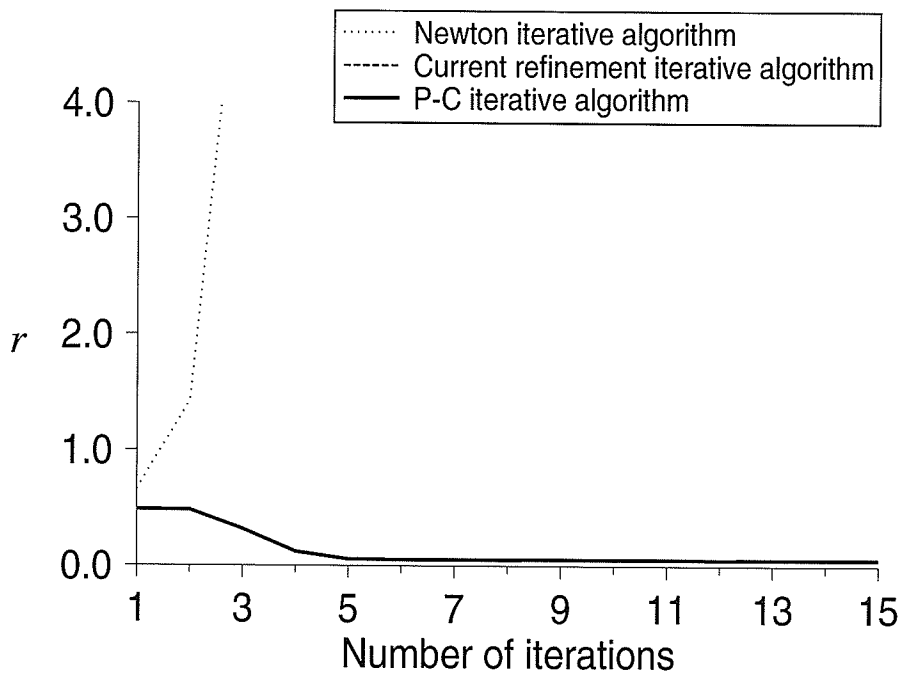 Newton iterative algorithm
Current refinement iterative algorithm
P-C iterative algorithm
4.0
3.0
2.0
r
1.0
0.0
1 3 5 7 9 11 13 15
Number of iterations